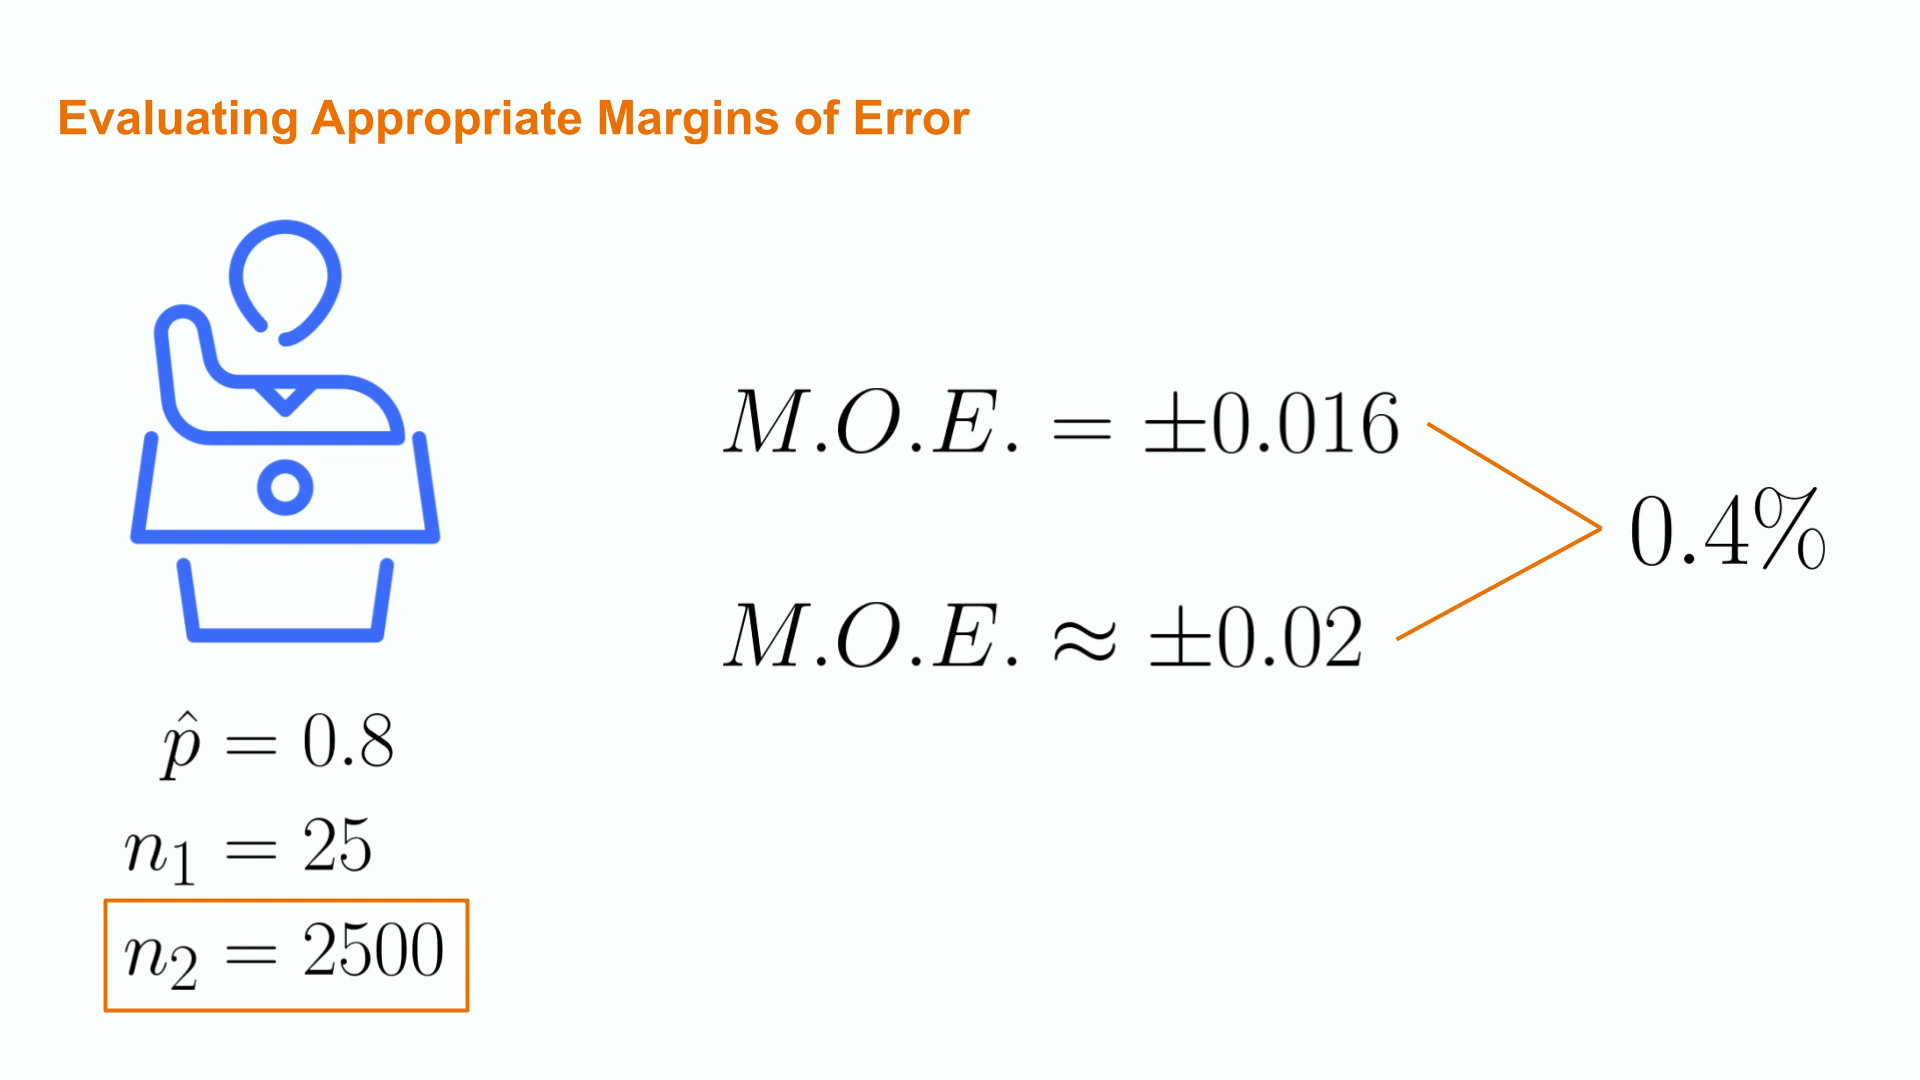 Evaluating Appropriate Margins of Error
M.O.E. = ±0.016
0.4%
M.O.E. ≈ ±0.02
p̂ = 0.8
n₁ = 25
n₂ = 2500